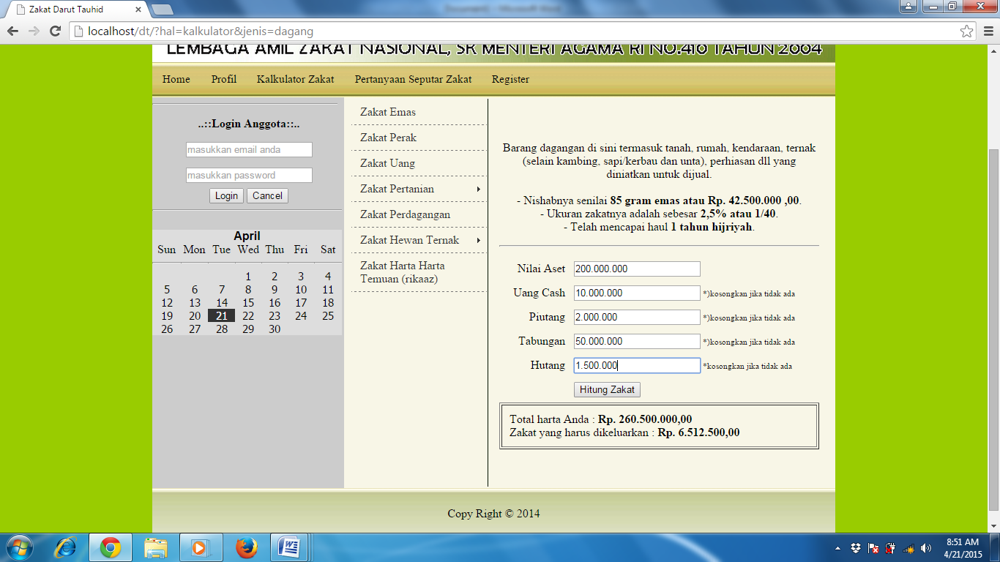 Zakat Darut Tauhid
localhost/dt/?hal=kalkulator&jenis=dagang
LEMBAGA AMIL ZAKAT NASIONAL, SK MENTERI AGAMA RI NO.410 TAHUN 2004
Home Profil Kalkulator Zakat Pertanyaan Seputar Zakat Register
..::Login Anggota::..
masukkan email anda
masukkan password
Login Cancel
April
Sun Mon Tue Wed Thu Fri Sat
1 2 3 4
5 6 7 8 9 10 11
12 13 14 15 16 17 18
19 20 21 22 23 24 25
26 27 28 29 30
Zakat Emas
Zakat Perak
Zakat Uang
Zakat Pertanian
Zakat Perdagangan
Zakat Hewan Ternak
Zakat Harta Harta
Temuan (rikaaz)
Barang dagangan di sini termasuk tanah, rumah, kendaraan, ternak
(selain kambing, sapi/kerbau dan unta), perhiasan dll yang
diniatkan untuk dijual.
- Nishabnya senilai 85 gram emas atau Rp. 42.500.000 ,00.
- Ukuran zakatnya adalah sebesar 2,5% atau 1/40.
- Telah mencapai haul 1 tahun hijriyah.
Nilai Aset 200.000.000
Uang Cash 10.000.000 *)kosongkan jika tidak ada
Piutang 2.000.000 *)kosongkan jika tidak ada
Tabungan 50.000.000 *)kosongkan jika tidak ada
Hutang 1.500.000 *kosongkan jika tidak ada
Hitung Zakat
Total harta Anda : Rp. 260.500.000,00
Zakat yang harus dikeluarkan : Rp. 6.512.500,00
Copy Right © 2014
8:51 AM
4/21/2015